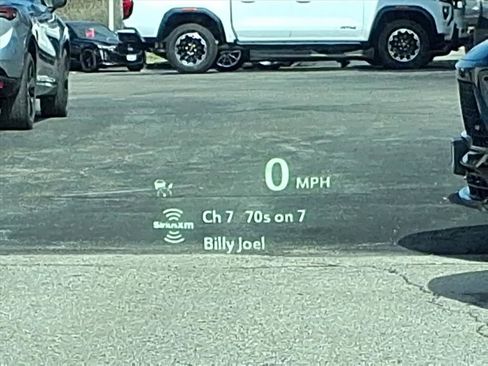 0 MPH
SiriusXM Ch 7 70s on 7
Billy Joel